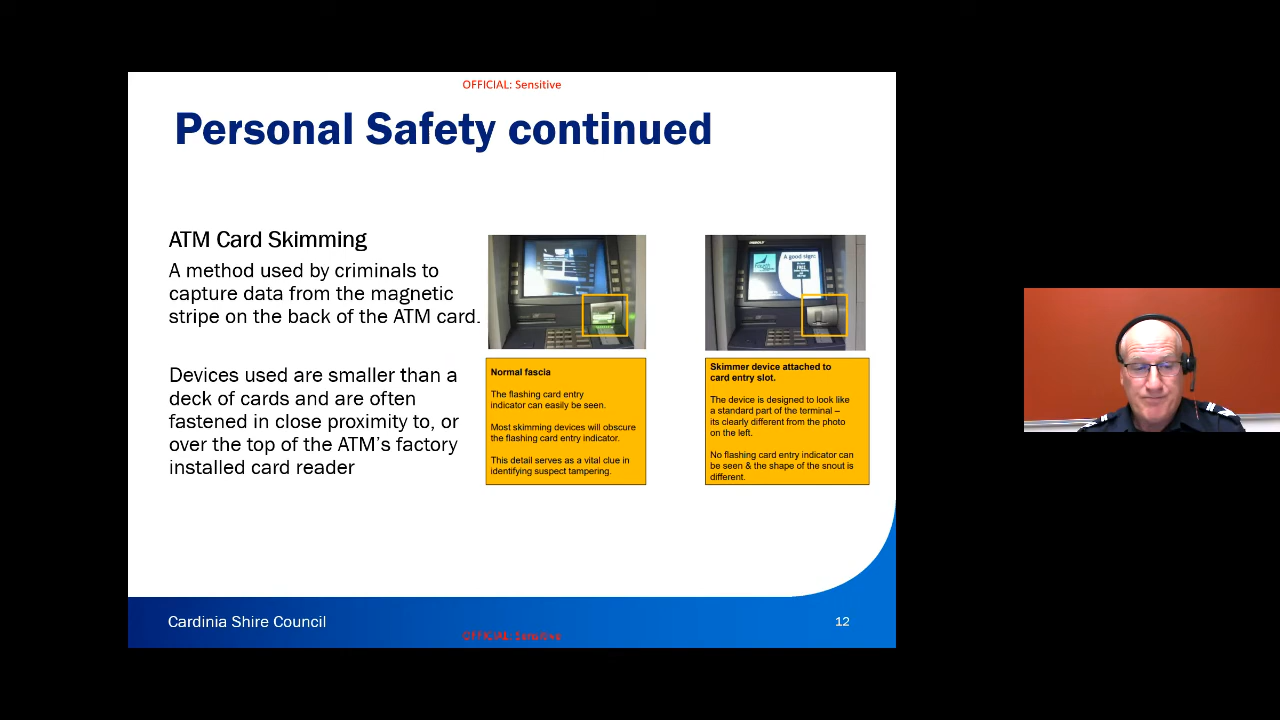 OFFICIAL: Sensitive
Personal Safety continued
ATM Card Skimming
A method used by criminals to
capture data from the magnetic
stripe on the back of the ATM card.
Devices used are smaller than a
deck of cards and are often
fastened in close proximity to, or
over the top of the ATM's factory
installed card reader
Normal fascia
The flashing card entry
indicator can easily be seen.
Most skimming devices will obscure
the flashing card entry indicator.
This detail serves as a vital clue in
identifying suspect tampering.
A good sign:
FREE
Skimmer device attached to
card entry slot.
The device is designed to look like
a standard part of the terminal –
its clearly different from the photo
on the left.
No flashing card entry indicator can
be seen & the shape of the snout is
different.
Cardinia Shire Council
12
OFFICIAL: Sensitive